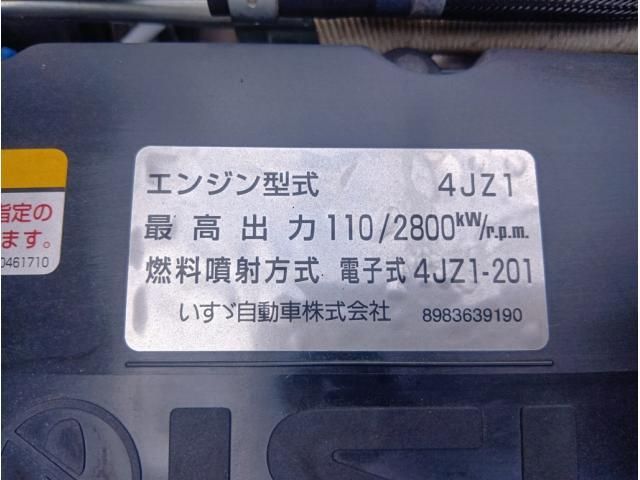 エンジン型式 4JZ1
最高出力 110/2800kW/r.p.m.
燃料噴射方式 電子式 4JZ1-201
いすゞ自動車株式会社 8983639190
指定の
ます。
0461710